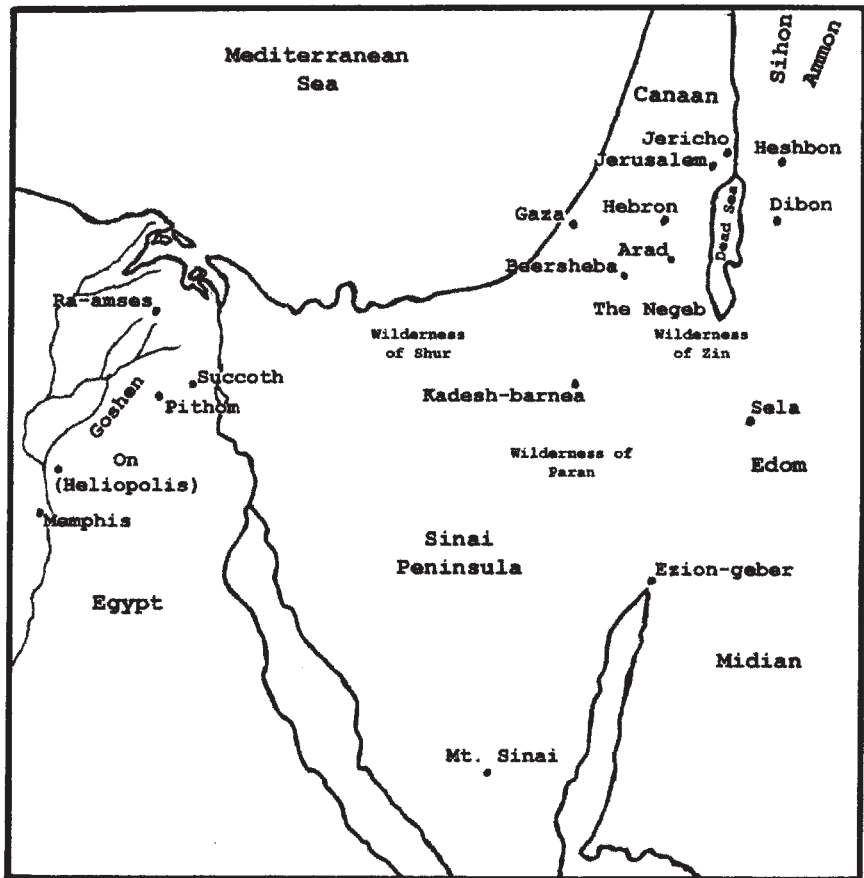 Mediterranean
Sea
Sihon
Ammon
Canaan
Jericho
Jerusalem
Heshbon
Gaza
Hebron
Dead Sea
Dibon
Arad
Beersheba
The Negeb
Ra-amses
Wilderness
of Shur
Wilderness
of Zin
Succoth
Pithom
Goshen
Kadesh-barnea
Sela
On
(Heliopolis)
Wilderness of
Paran
Edom
Memphis
Sinai
Peninsula
Ezion-geber
Egypt
Midian
Mt. Sinai